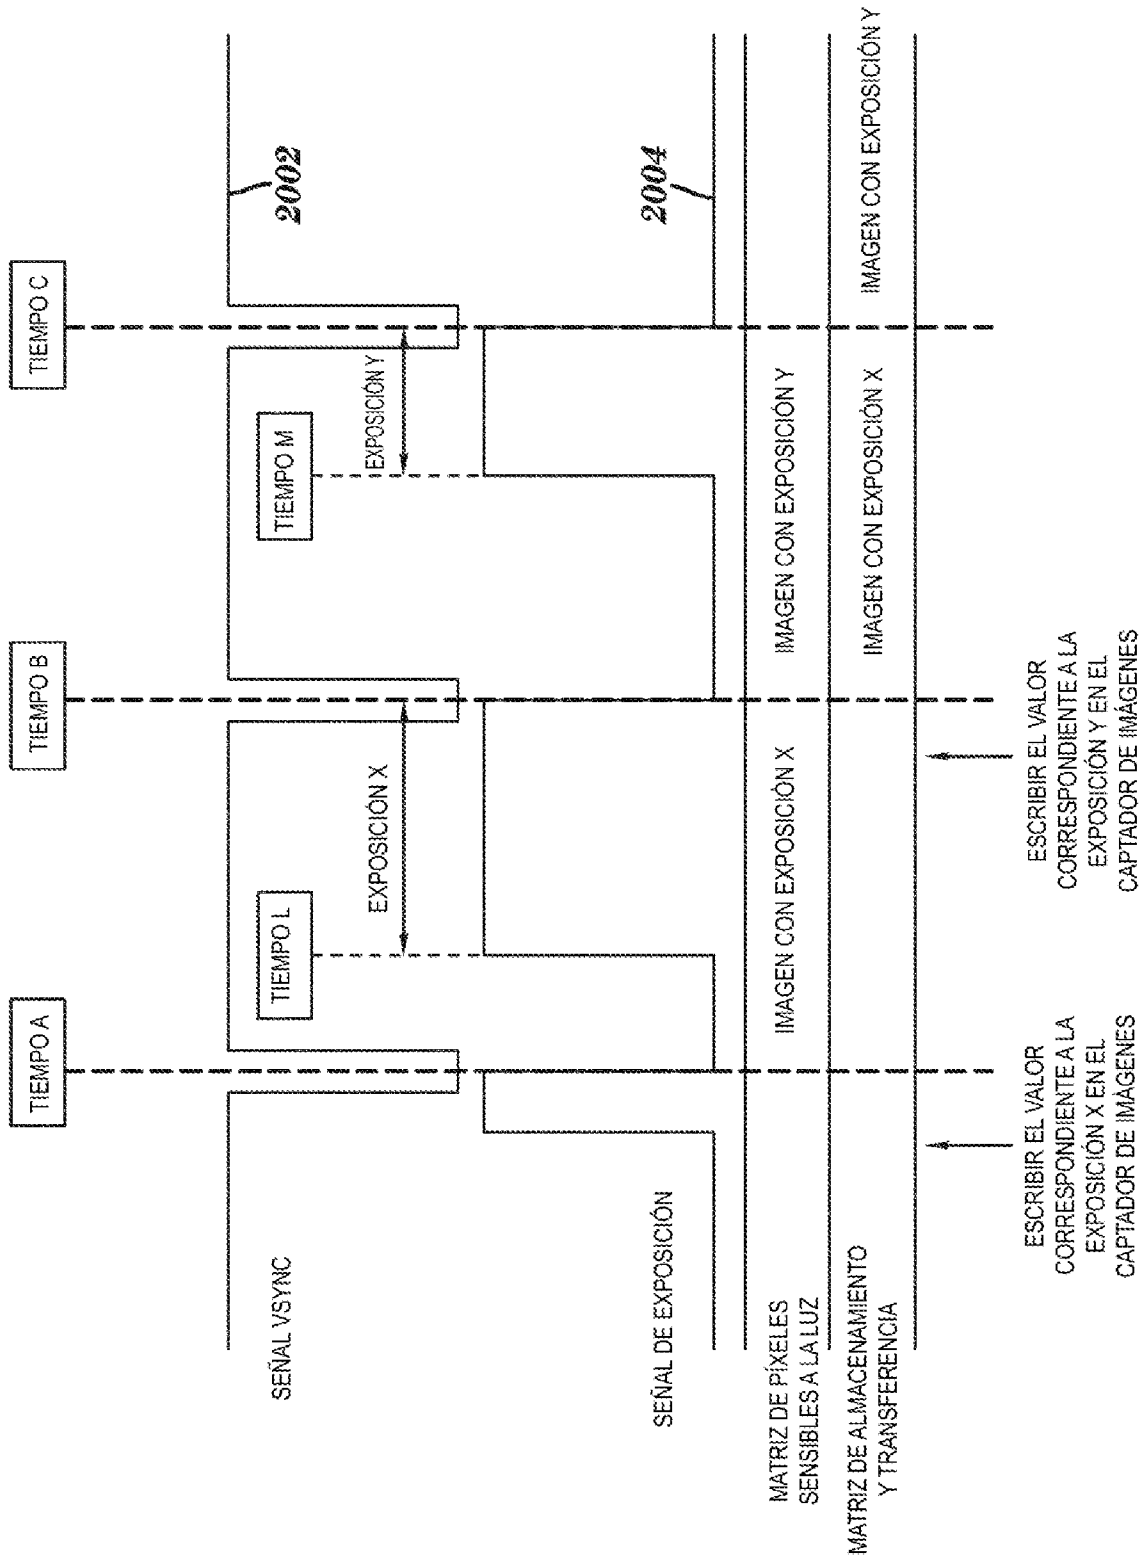 TIEMPO A
TIEMPO B
TIEMPO C
SEÑAL VSYNC
2002
TIEMPO L
TIEMPO M
EXPOSICIÓN X
EXPOSICIÓN Y
SEÑAL DE EXPOSICIÓN
2004
MATRIZ DE PÍXELES
SENSIBLES A LA LUZ
IMAGEN CON EXPOSICIÓN X
IMAGEN CON EXPOSICIÓN Y
MATRIZ DE ALMACENAMIENTO
Y TRANSFERENCIA
IMAGEN CON EXPOSICIÓN X
IMAGEN CON EXPOSICIÓN Y
ESCRIBIR EL VALOR
CORRESPONDIENTE A LA
EXPOSICIÓN X EN EL
CAPTADOR DE IMÁGENES
ESCRIBIR EL VALOR
CORRESPONDIENTE A LA
EXPOSICIÓN Y EN EL
CAPTADOR DE IMÁGENES